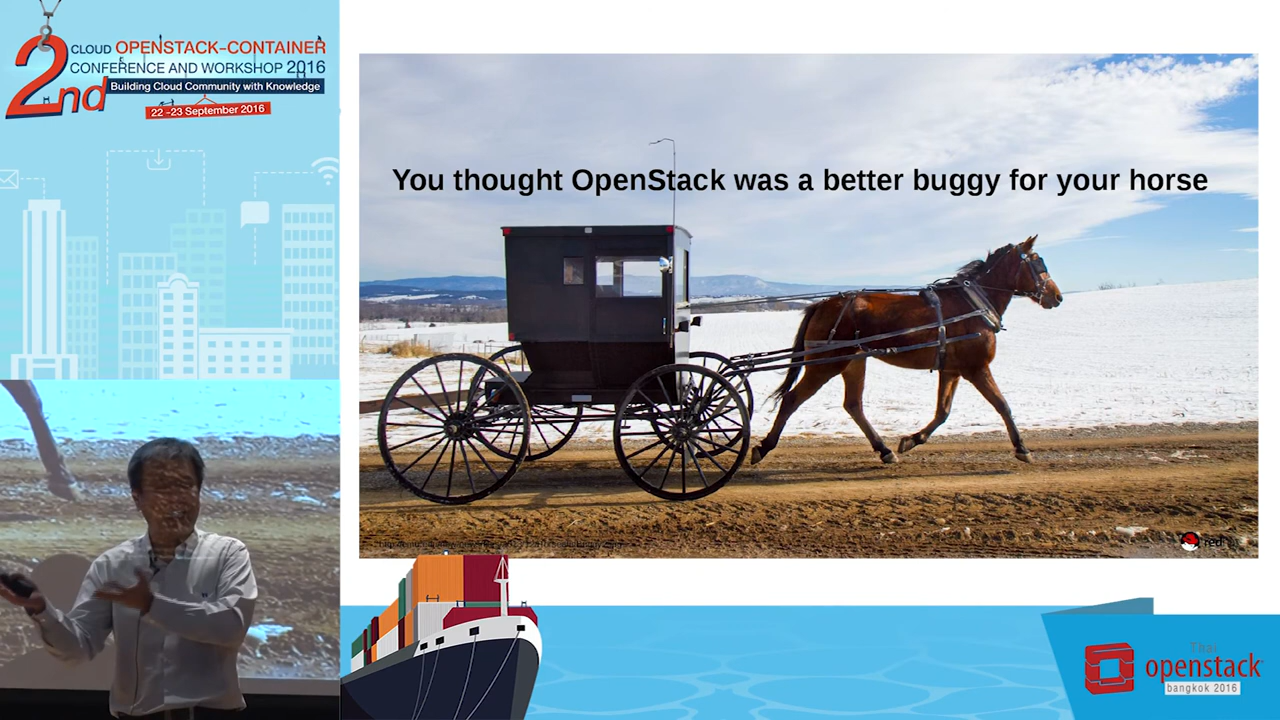 2nd
CLOUD OPENSTACK-CONTAINER
CONFERENCE AND WORKSHOP 2016
Building Cloud Community with Knowledge
22 -23 September 2016
You thought OpenStack was a better buggy for your horse
red
Thai
openstack
bangkok 2016